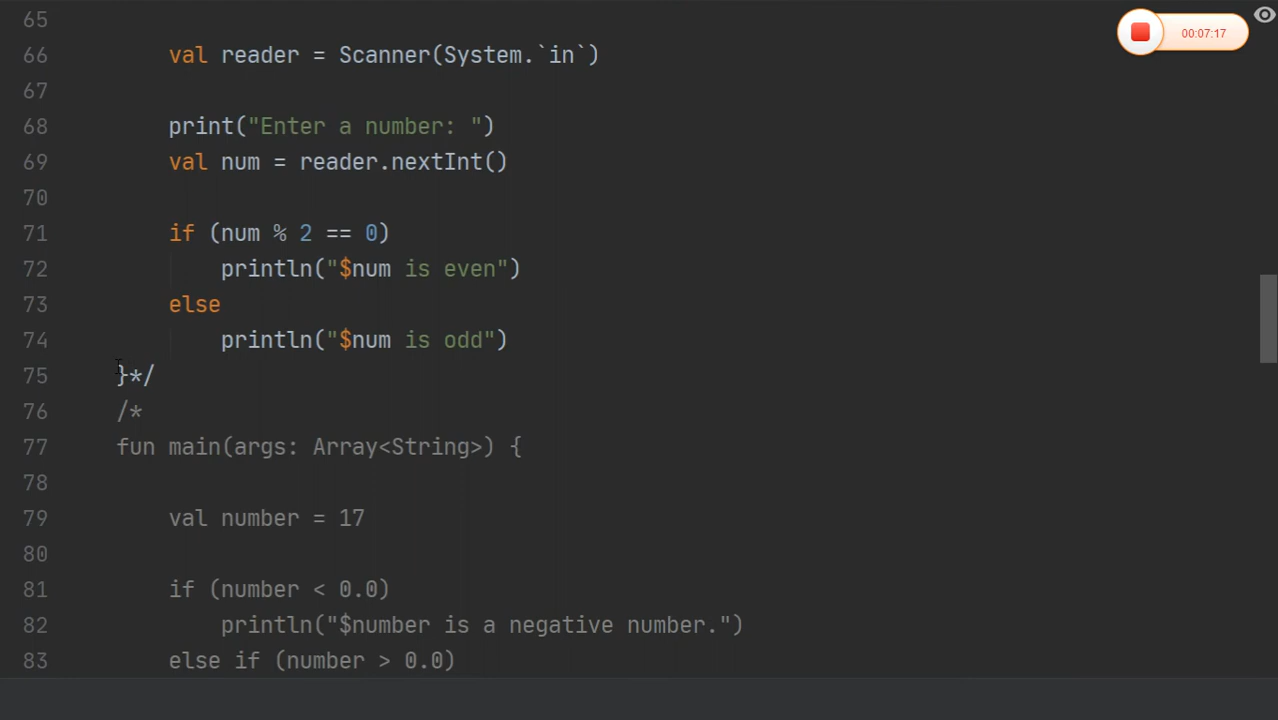 65
00:07:17
66 val reader = Scanner(System.`in`)
67
68 print("Enter a number: ")
69 val num = reader.nextInt()
70
71 if (num % 2 == 0)
72 println("$num is even")
73 else
74 println("$num is odd")
75 }*/
76 /*
77 fun main(args: Array<String>) {
78
79 val number = 17
80
81 if (number < 0.0)
82 println("$number is a negative number.")
83 else if (number > 0.0)